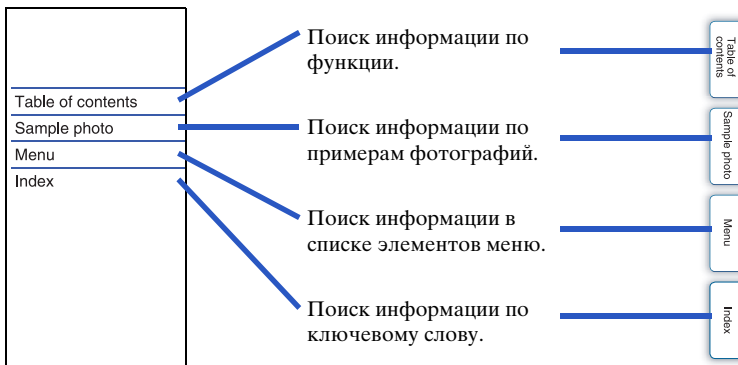 Table of contents
Sample photo
Menu
Index
Поиск информации по
функции.
Поиск информации по
примерам фотографий.
Поиск информации в
списке элементов меню.
Поиск информации по
ключевому слову.
Table of
contents
Sample photo
Menu
Index